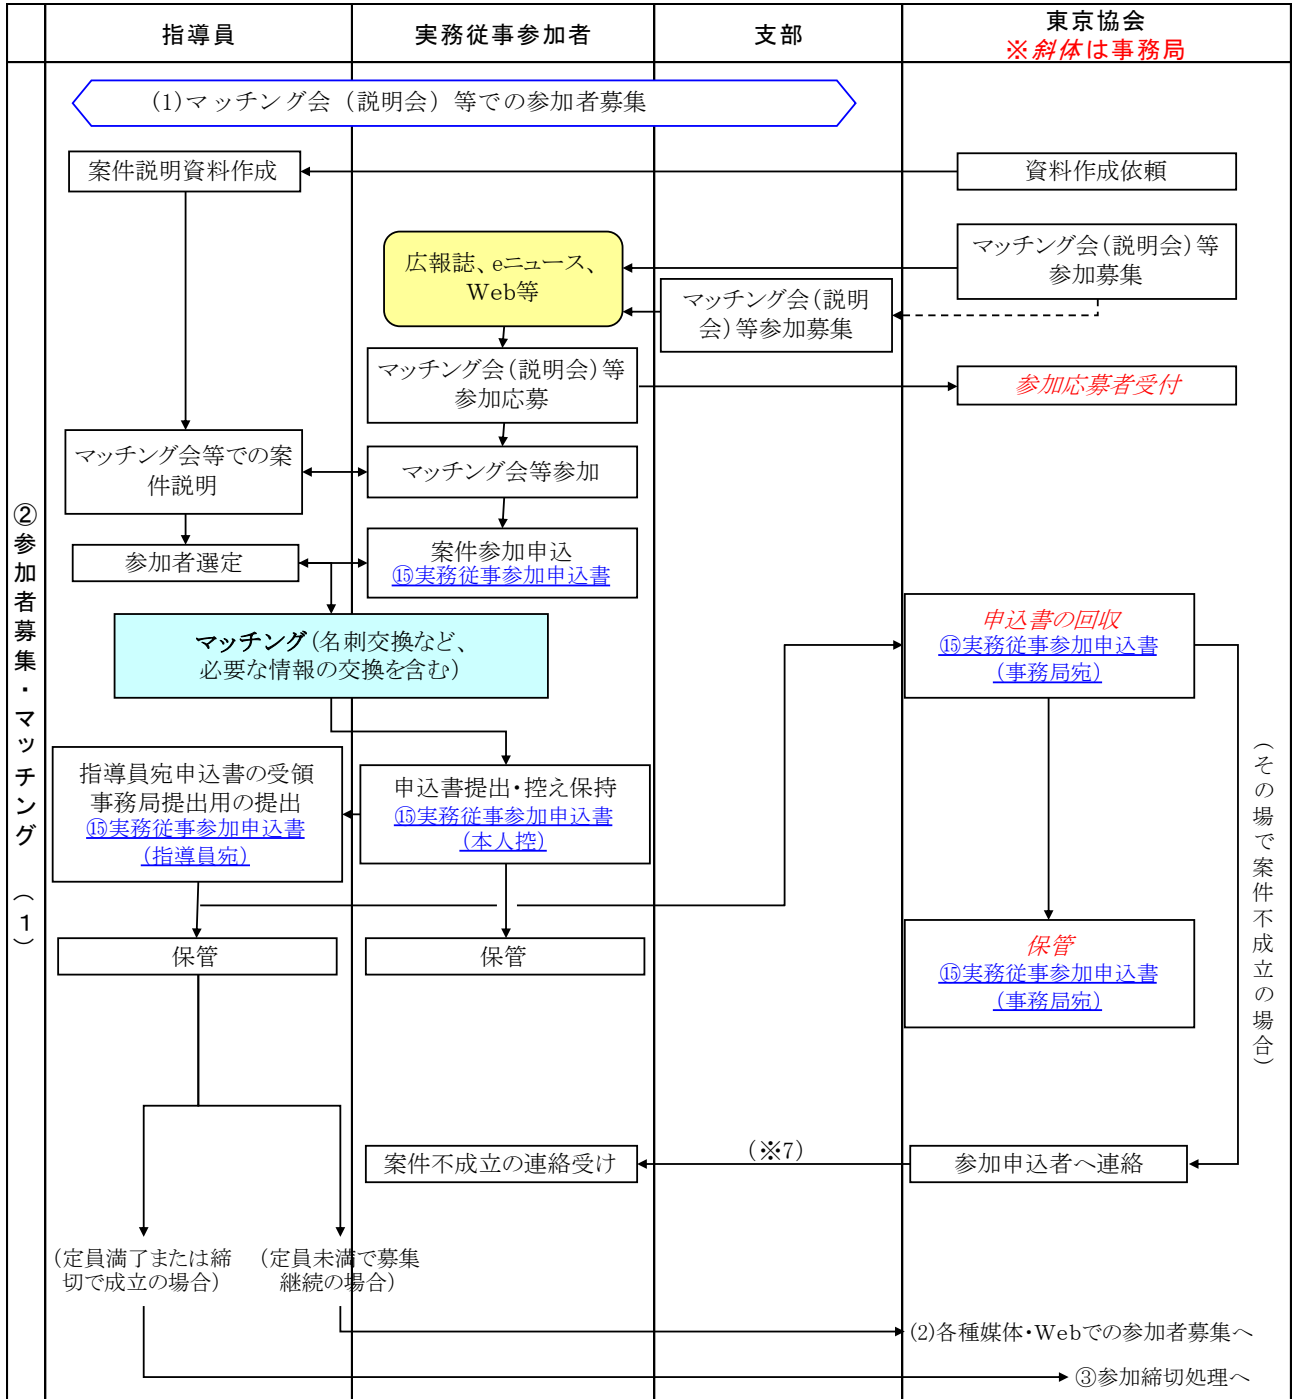 指導員
実務従事参加者
支部
東京協会
※斜体は事務局
②参加者募集・マッチング（1）
(1)マッチング会（説明会）等での参加者募集
案件説明資料作成
資料作成依頼
マッチング会(説明会)等
参加募集
広報誌、eニュース、
Web等
マッチング会(説明
会)等参加募集
マッチング会(説明会)等
参加応募
参加応募者受付
マッチング会等での案
件説明
マッチング会等参加
参加者選定
案件参加申込
⑮実務従事参加申込書
マッチング(名刺交換など、
必要な情報の交換を含む)
申込書の回収
⑮実務従事参加申込書
(事務局宛)
指導員宛申込書の受領
事務局提出用の提出
⑮実務従事参加申込書
(指導員宛)
申込書提出・控え保持
⑮実務従事参加申込書
(本人控)
（その場で案件不成立の場合）
保管
保管
保管
⑮実務従事参加申込書
(事務局宛)
案件不成立の連絡受け
(※7)
参加申込者へ連絡
(定員満了または締
切で成立の場合)
(定員未満で募集
継続の場合)
(2)各種媒体・Webでの参加者募集へ
③参加締切処理へ